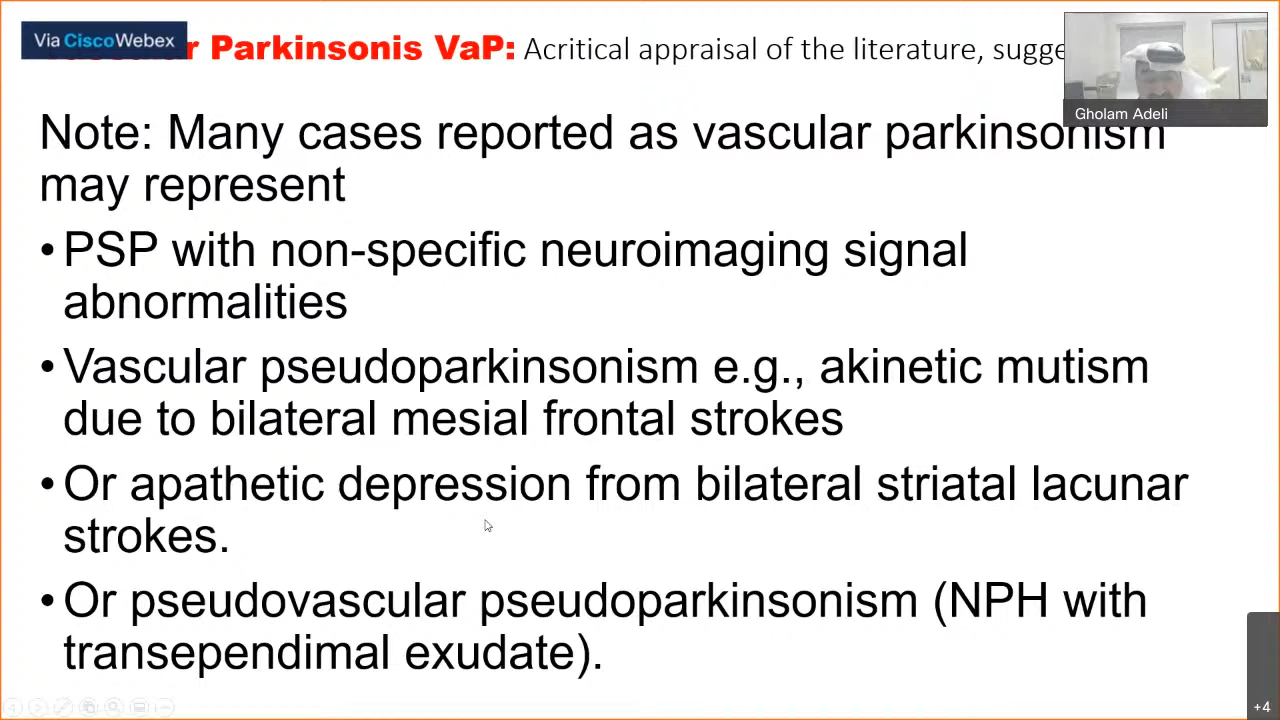 Via CiscoWebex
Parkinsonis VaP: Acritical appraisal of the literature,
Gholam Adeli
Note: Many cases reported as vascular parkinsonism
may represent
•PSP with non-specific neuroimaging signal
abnormalities
•Vascular pseudoparkinsonism e.g., akinetic mutism
due to bilateral mesial frontal strokes
•Or apathetic depression from bilateral striatal lacunar
strokes.
•Or pseudovascular pseudoparkinsonism (NPH with
transependimal exudate).
+4